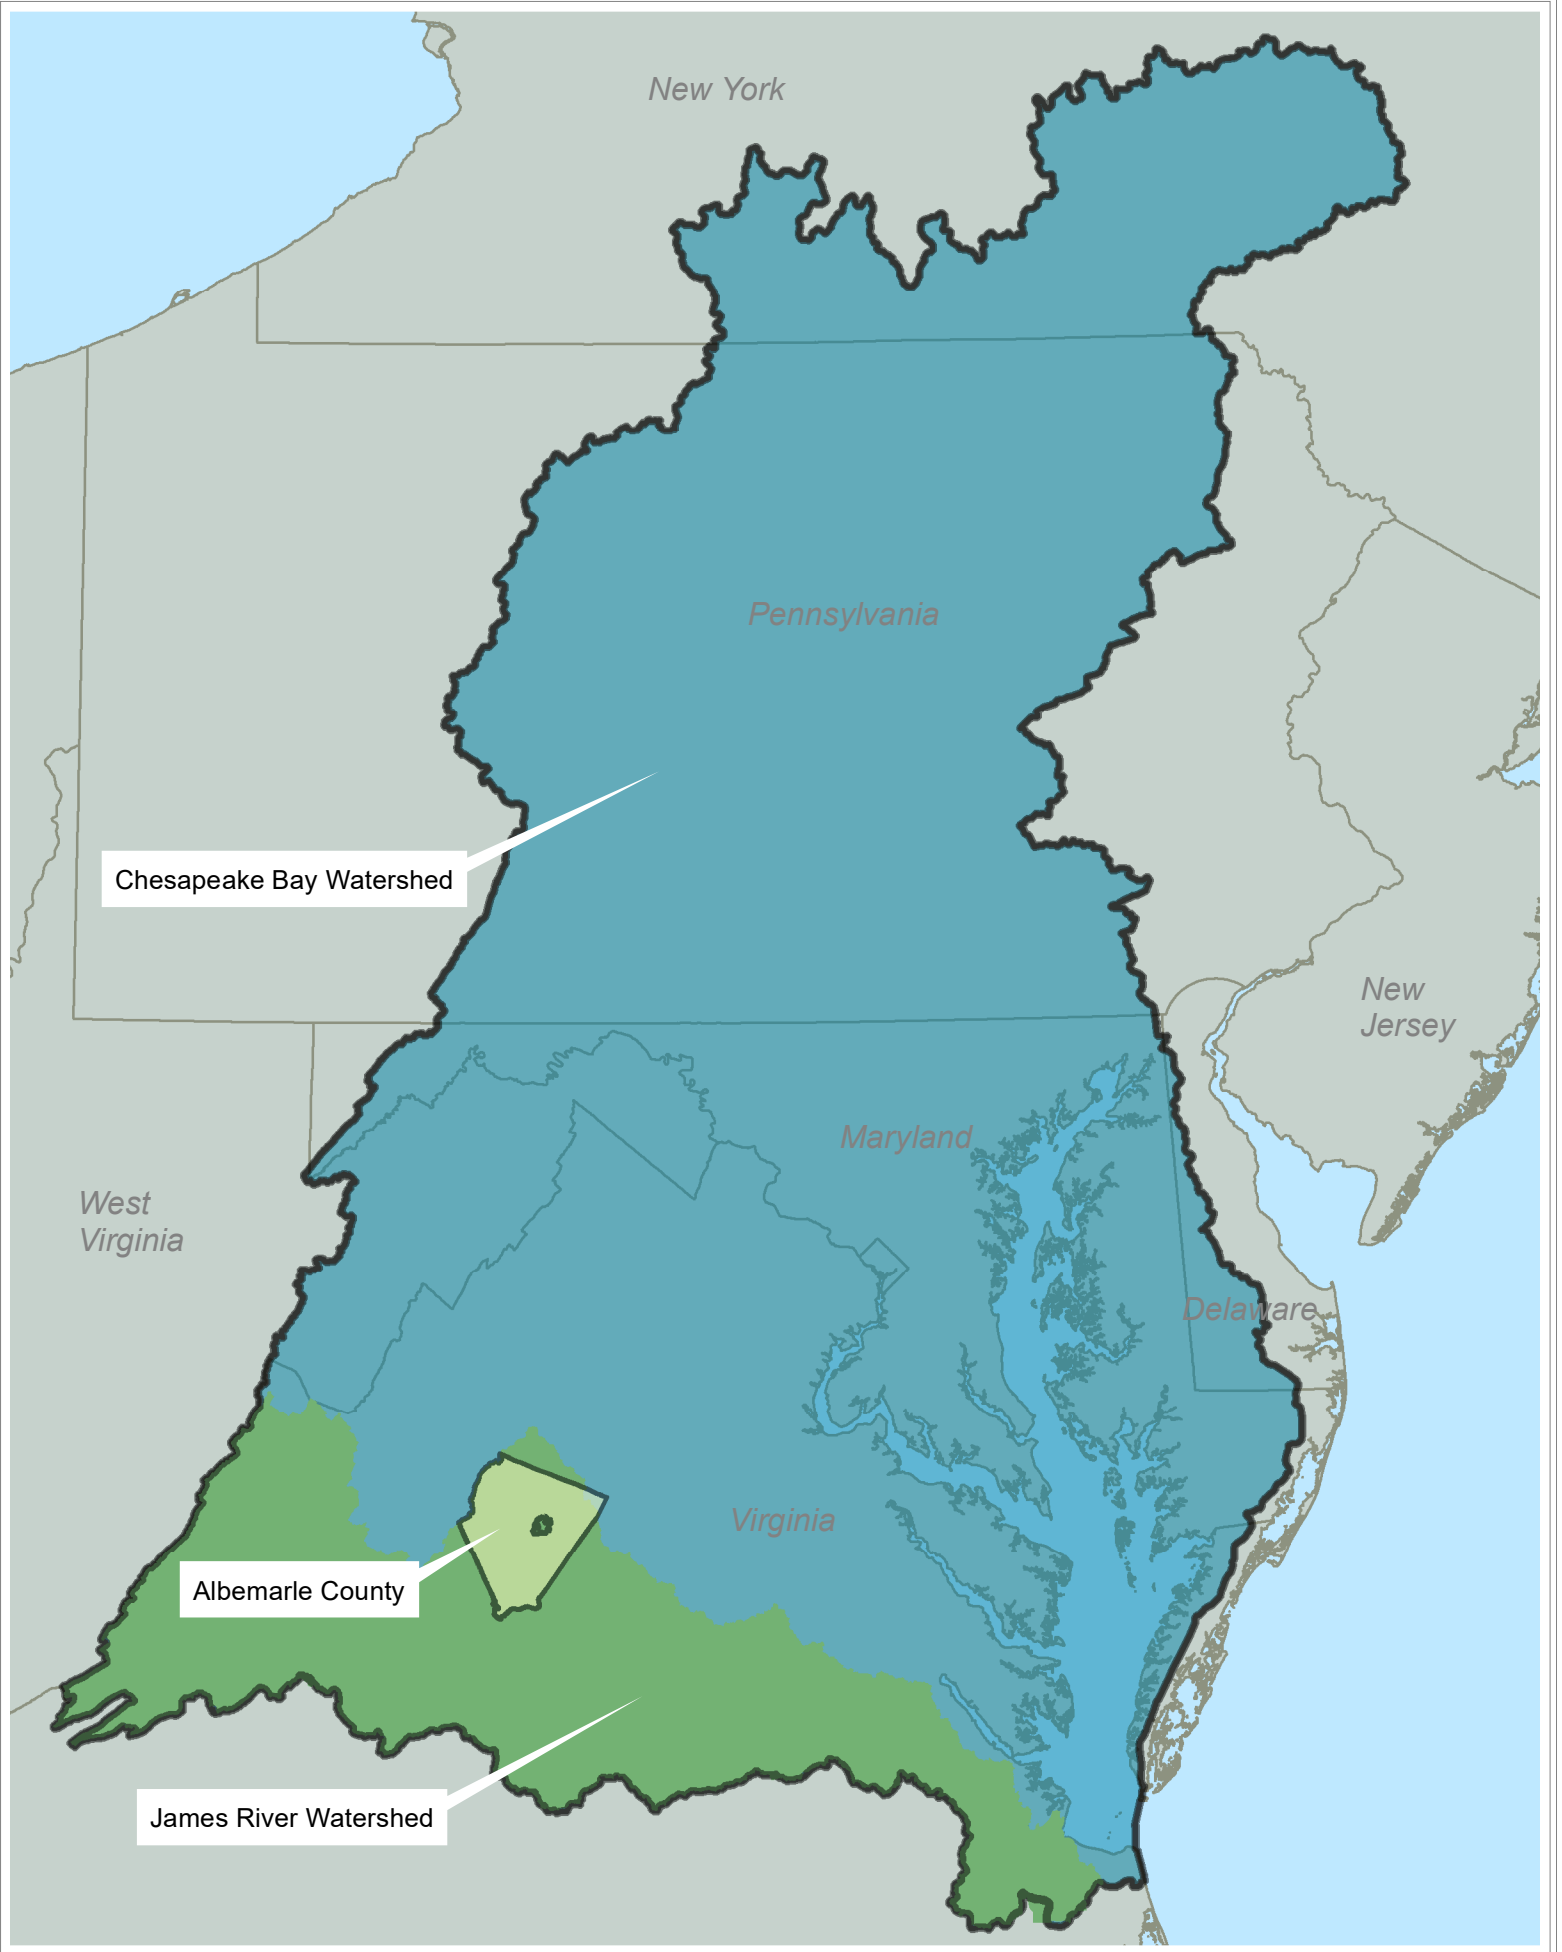 New York
Pennsylvania
Chesapeake Bay Watershed
New
Jersey
Maryland
West
Virginia
Delaware
Virginia
Albemarle County
James River Watershed